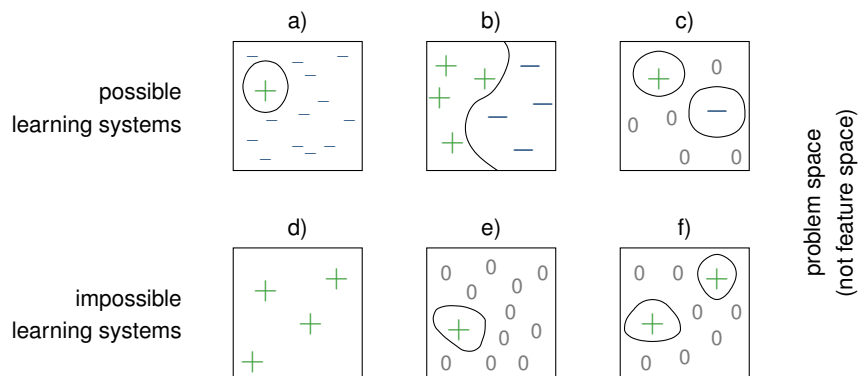 a)
b)
c)
possible
learning systems
d)
e)
f)
impossible
learning systems
problem space
(not feature space)